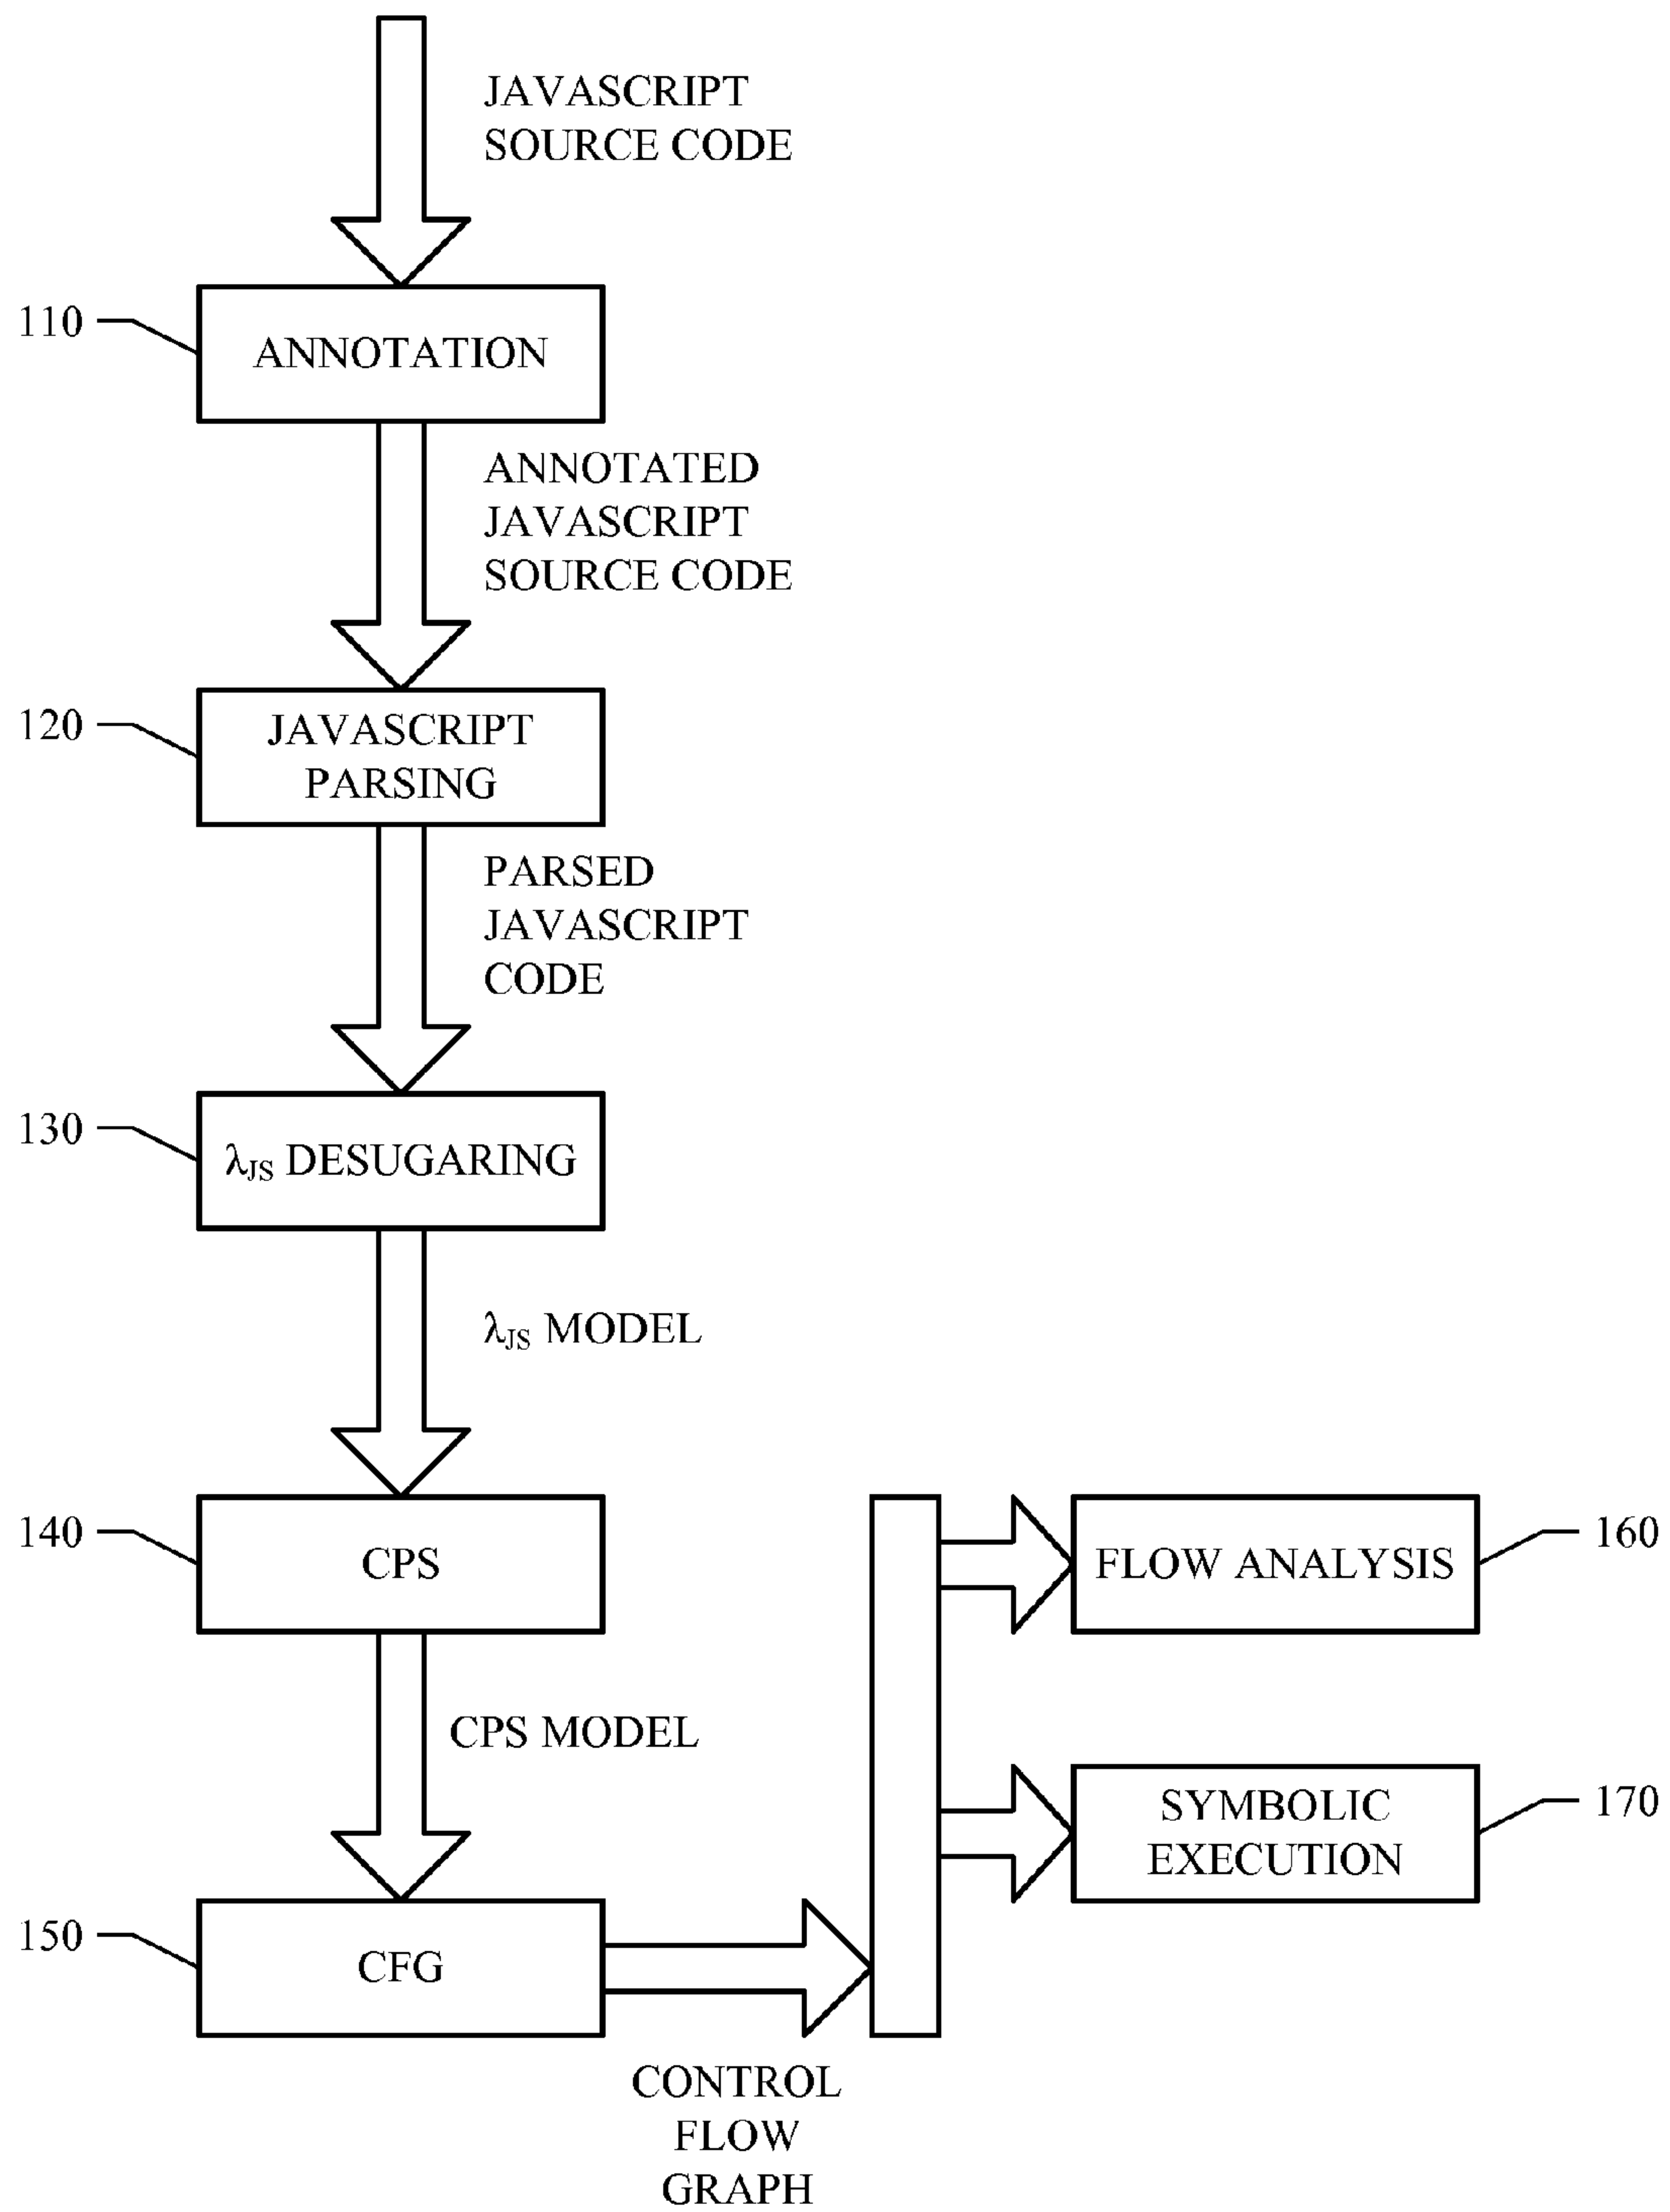 JAVASCRIPT
SOURCE CODE
110
ANNOTATION
ANNOTATED
JAVASCRIPT
SOURCE CODE
120
JAVASCRIPT
PARSING
PARSED
JAVASCRIPT
CODE
130
λJS DESUGARING
λJS MODEL
140
CPS
FLOW ANALYSIS
160
CPS MODEL
SYMBOLIC
EXECUTION
170
150
CFG
CONTROL
FLOW
GRAPH